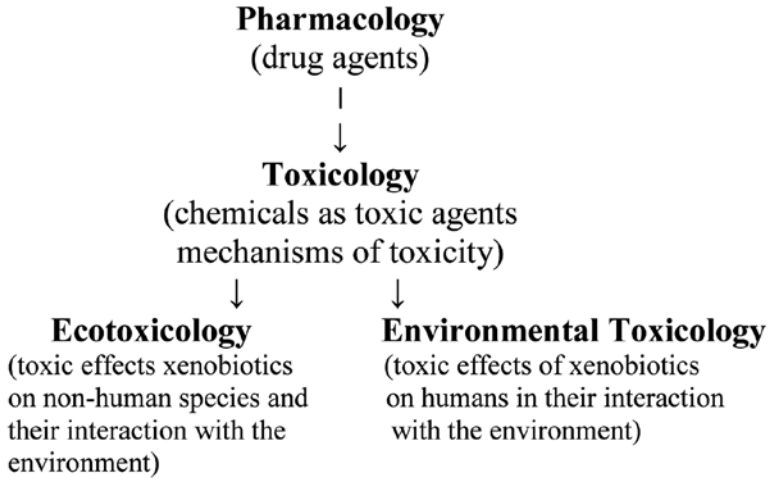 Pharmacology
(drug agents)
Toxicology
(chemicals as toxic agents
mechanisms of toxicity)
Ecotoxicology
(toxic effects xenobiotics
on non-human species and
their interaction with the
environment)
Environmental Toxicology
(toxic effects of xenobiotics
on humans in their interaction
with the environment)